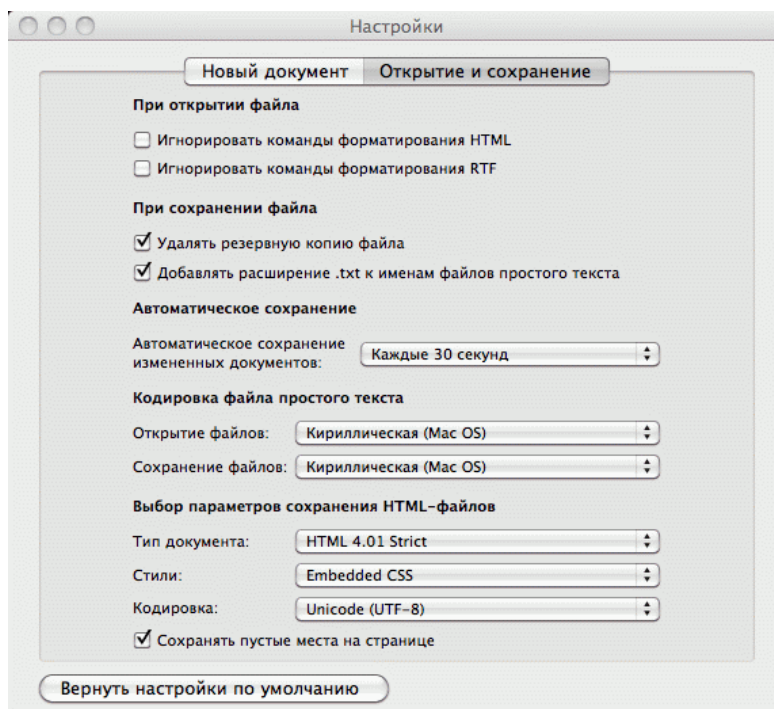 Настройки
Новый документ
Открытие и сохранение
При открытии файла
Игнорировать команды форматирования HTML
Игнорировать команды форматирования RTF
При сохранении файла
Удалять резервную копию файла
Добавлять расширение .txt к именам файлов простого текста
Автоматическое сохранение
Автоматическое сохранение
измененных документов:
Каждые 30 секунд
Кодировка файла простого текста
Открытие файлов: Кириллическая (Mac OS)
Сохранение файлов: Кириллическая (Mac OS)
Выбор параметров сохранения HTML-файлов
Тип документа: HTML 4.01 Strict
Стили: Embedded CSS
Кодировка: Unicode (UTF-8)
Сохранять пустые места на странице
Вернуть настройки по умолчанию